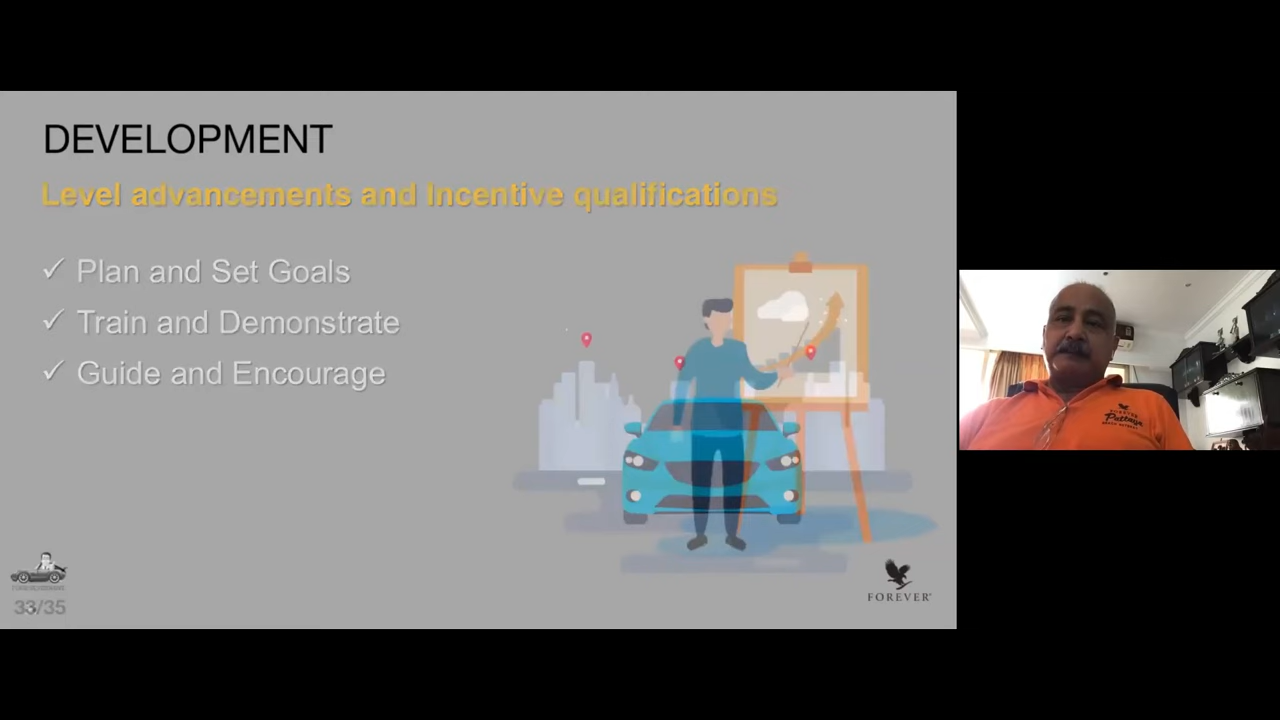 DEVELOPMENT
Level advancements and Incentive qualifications
✓ Plan and Set Goals
✓ Train and Demonstrate
✓ Guide and Encourage
33/35
FOREVER
Pattaya